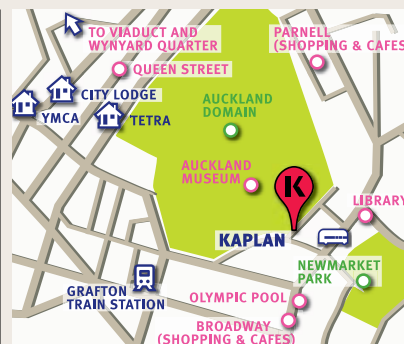 TO VIADUCT AND
WYNYARD QUARTER
PARNELL
(SHOPPING & CAFES
QUEEN STREET
CITY LODGE
YMCA
TETRA
AUCKLAND
DOMAIN
AUCKLAND
MUSEUM
K
LIBRARY
KAPLAN
NEWMARKET
PARK
GRAFTON
TRAIN STATION
OLYMPIC POOL
BROADWAY
(SHOPPING & CAFES)